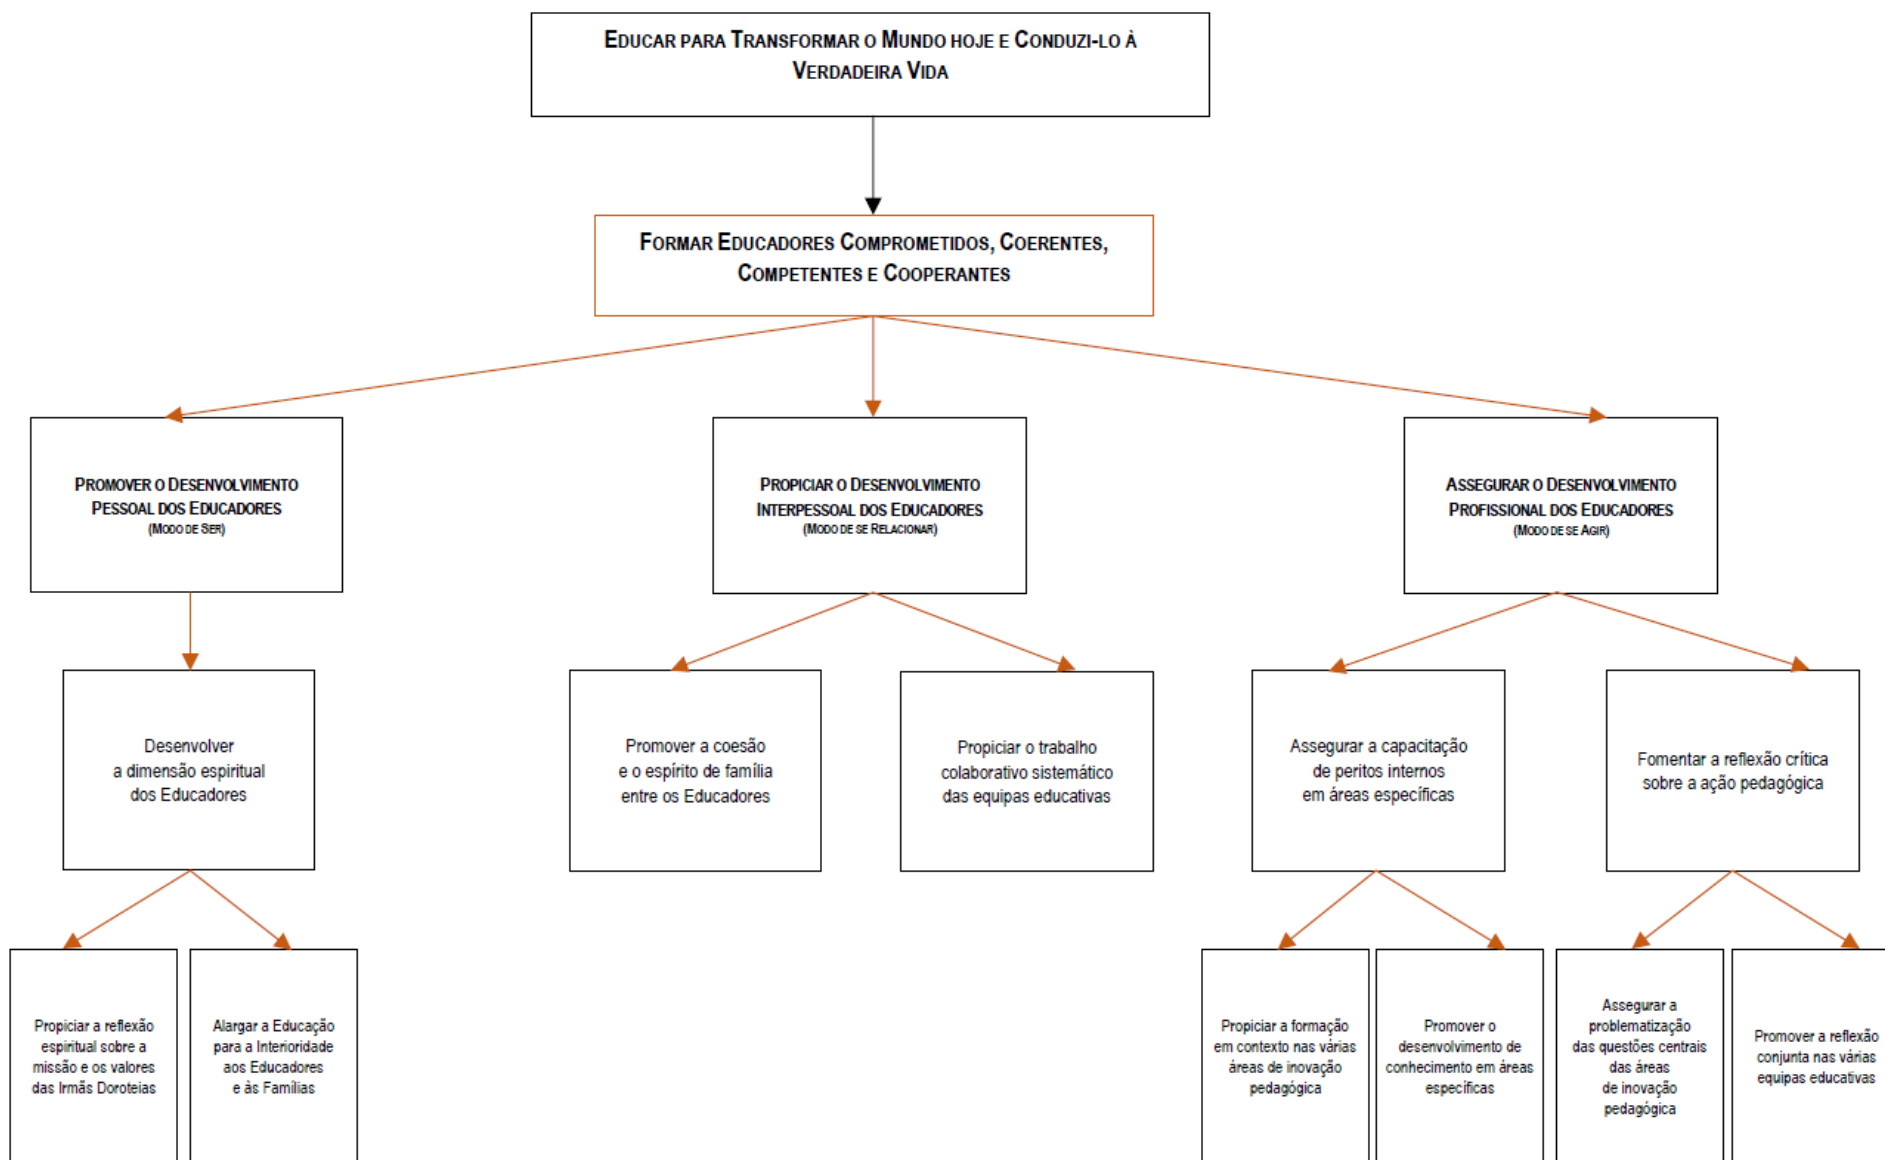 EDUCAR PARA TRANSFORMAR O MUNDO HOJE E CONDUZI-LO À
VERDADEIRA VIDA
FORMAR EDUCADORES COMPROMETIDOS, COERENTES,
COMPETENTES E COOPERANTES
PROMOVER O DESENVOLVIMENTO
PESSOAL DOS EDUCADORES
(MODO DE SER)
PROPICIAR O DESENVOLVIMENTO
INTERPESSOAL DOS EDUCADORES
(MODO DE SE RELACIONAR)
ASSEGURAR O DESENVOLVIMENTO
PROFISSIONAL DOS EDUCADORES
(MODO DE SE AGIR)
Desenvolver
a dimensão espiritual
dos Educadores
Promover a coesão
e o espírito de família
entre os Educadores
Propiciar o trabalho
colaborativo sistemático
das equipas educativas
Assegurar a capacitação
de peritos internos
em áreas específicas
Fomentar a reflexão crítica
sobre a ação pedagógica
Propiciar a reflexão
espiritual sobre a
missão e os valores
das Irmãs Doroteias
Alargar a Educação
para a Interioridade
aos Educadores
e às Famílias
Propiciar a formação
em contexto nas várias
áreas de inovação
pedagógica
Promover o
desenvolvimento de
conhecimento em áreas
específicas
Assegurar a
problematização
das questões centrais
das áreas
de inovação
pedagógica
Promover a reflexão
conjunta nas várias
equipas educativas